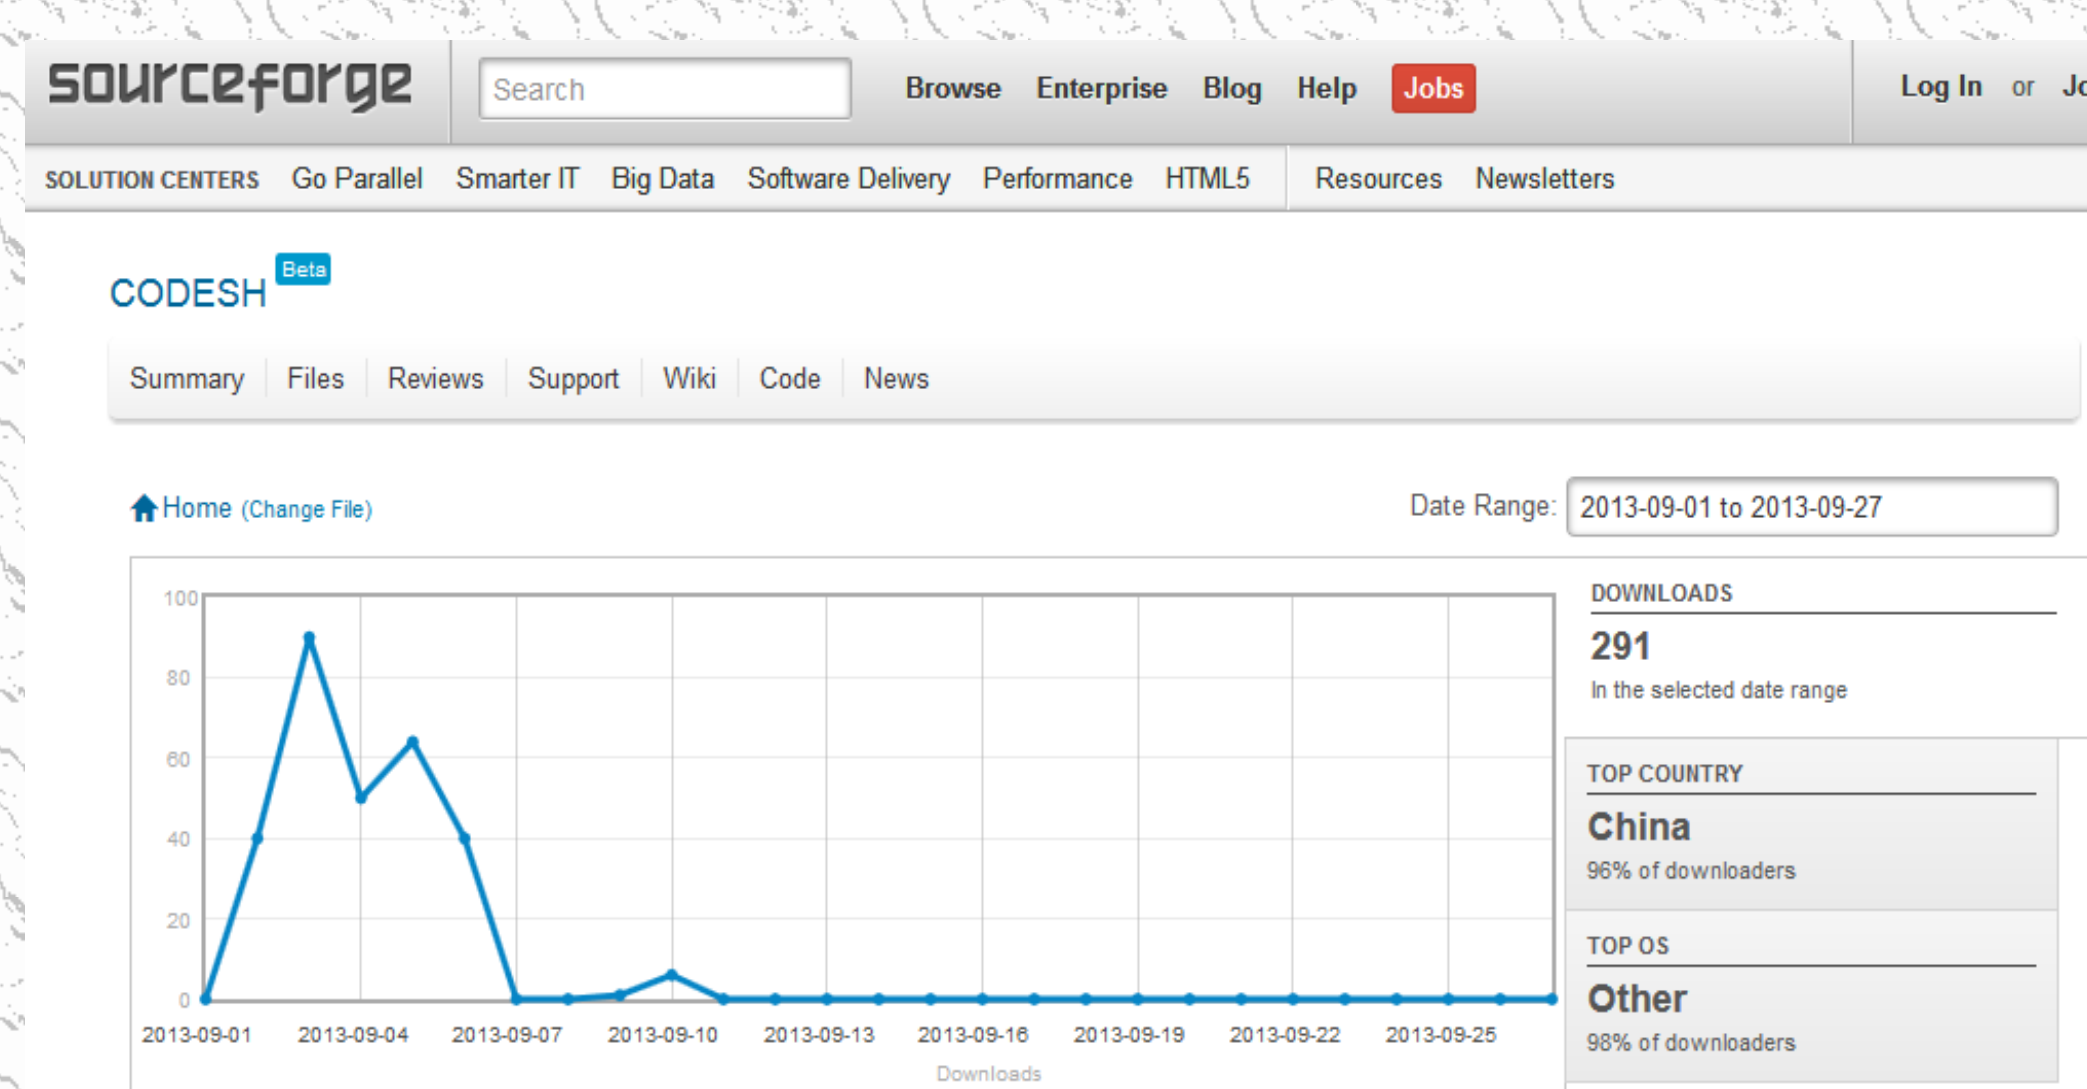 sourceforge Search Browse Enterprise Blog Help Jobs Log In or
SOLUTION CENTERS Go Parallel Smarter IT Big Data Software Delivery Performance HTML5 Resources Newsletters
CODESH Beta
Summary Files Reviews Support Wiki Code News
Home (Change File) Date Range: 2013-09-01 to 2013-09-27
100
80
60
40
20
0
2013-09-01 2013-09-04 2013-09-07 2013-09-10 2013-09-13 2013-09-16 2013-09-19 2013-09-22 2013-09-25
Downloads
DOWNLOADS
291
In the selected date range
TOP COUNTRY
China
96% of downloaders
TOP OS
Other
98% of downloaders